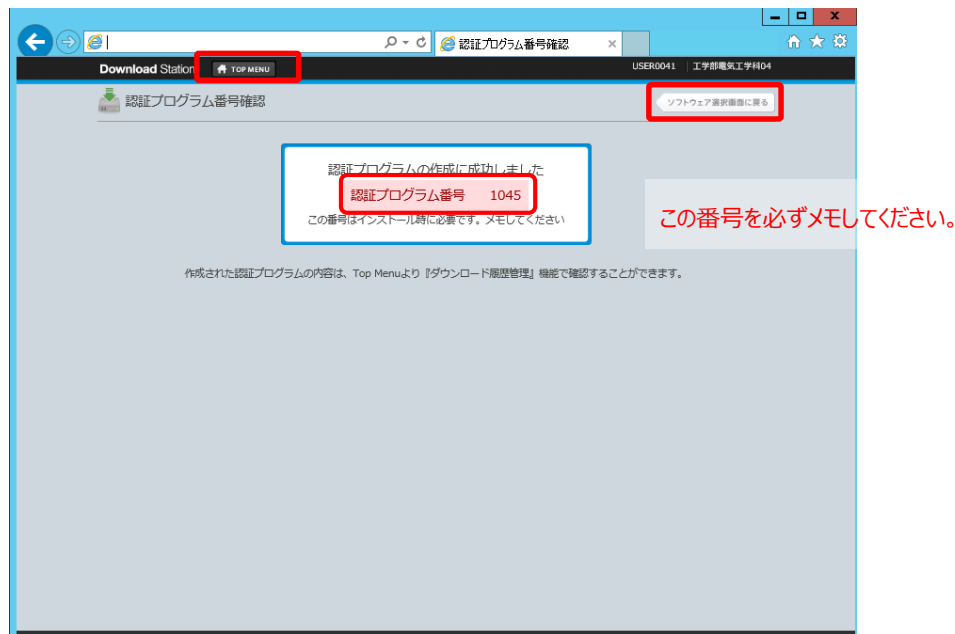 認証プログラム番号確認
Download Station TOP MENU USER0041 工学部電気工学科04
認証プログラム番号確認 ソフトウェア選択画面に戻る
認証プログラムの作成に成功しました
認証プログラム番号 1045
この番号はインストール時に必要です。メモしてください
この番号を必ずメモしてください。
作成された認証プログラムの内容は、Top Menuより『ダウンロード履歴管理』機能で確認することができます。